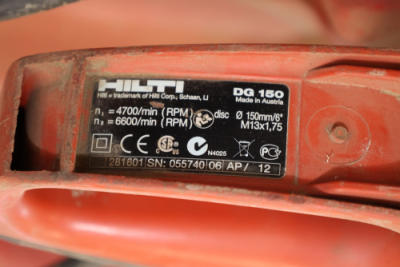 HILTI
DG 150
Hilti = trademark of Hilti Corp., Schaan, LI
Made in Austria
n₁ = 4700/min (RPM)
n₂ = 6600/min (RPM)
disc Ø 150mm/6"
M13x1,75
CE
N4025
281601 SN: 055740 06 AP/ 12